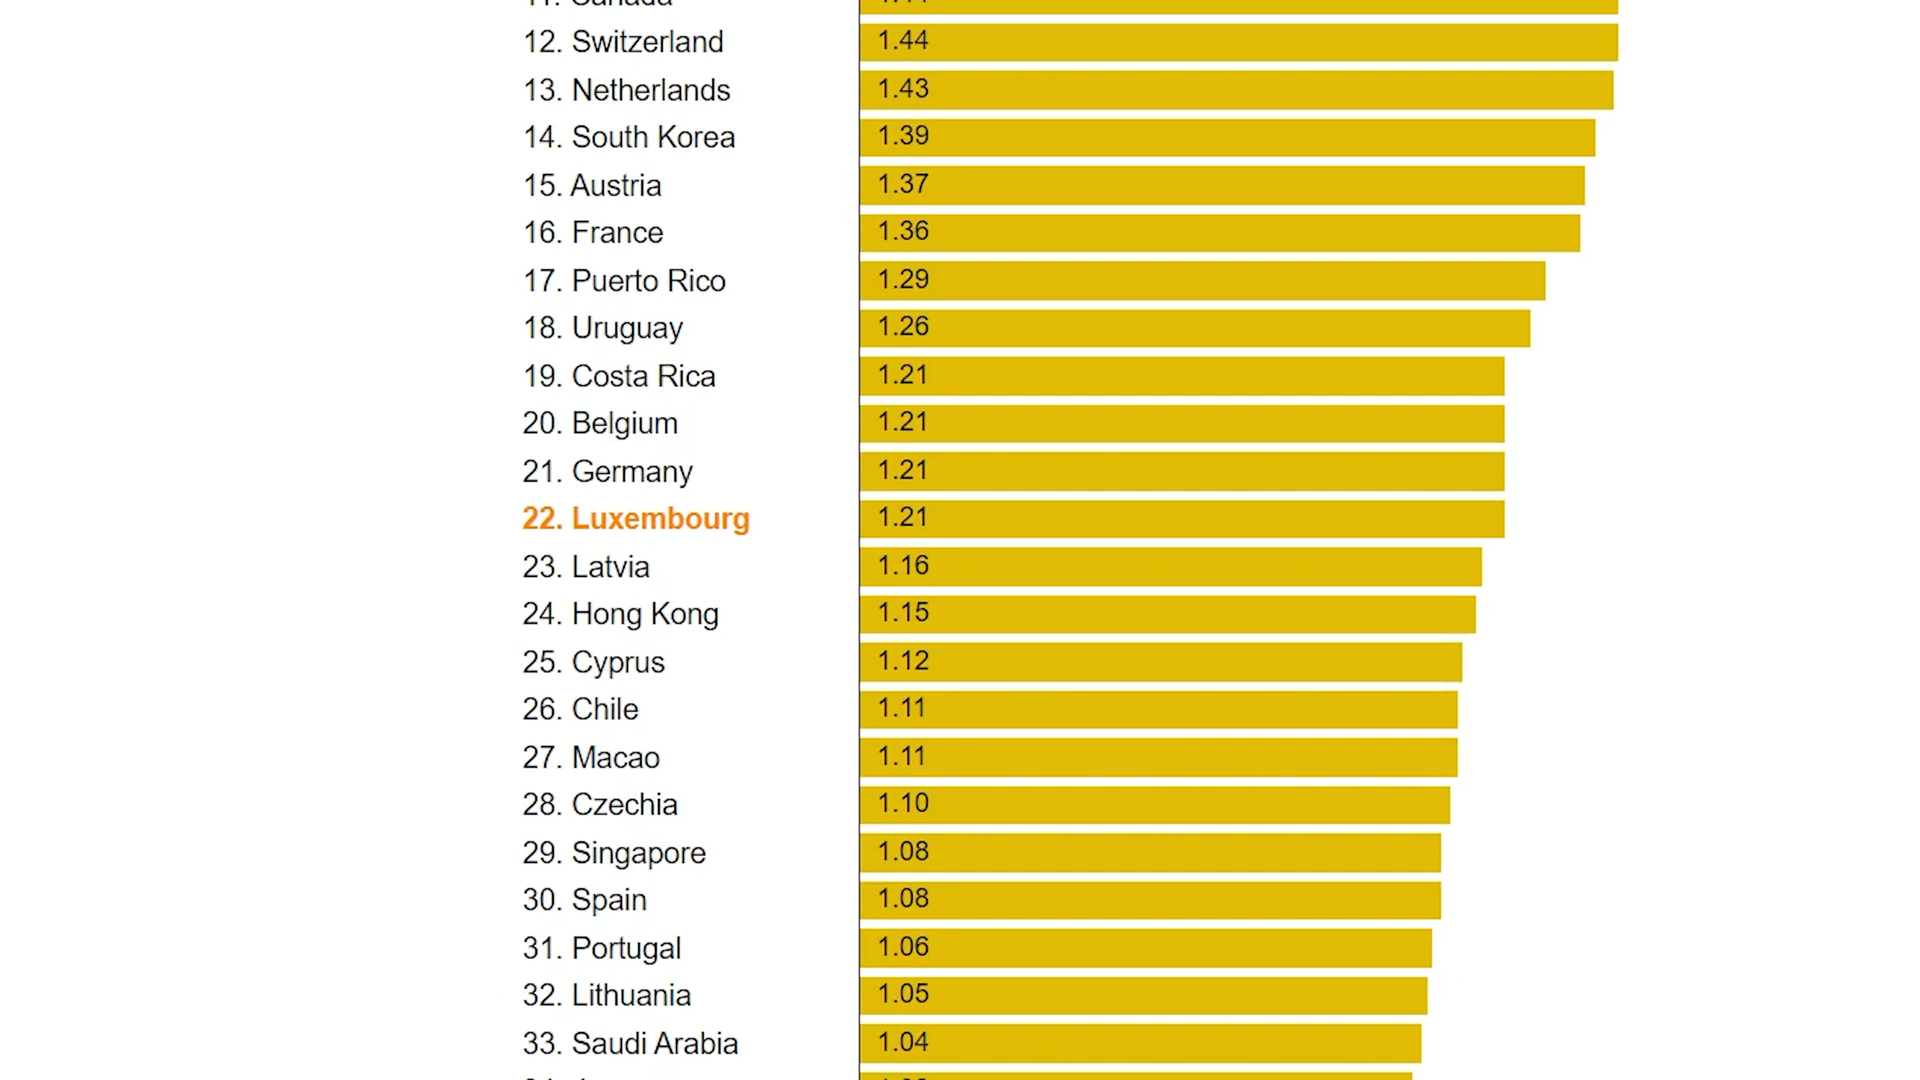 11. Canada 1.44
12. Switzerland 1.44
13. Netherlands 1.43
14. South Korea 1.39
15. Austria 1.37
16. France 1.36
17. Puerto Rico 1.29
18. Uruguay 1.26
19. Costa Rica 1.21
20. Belgium 1.21
21. Germany 1.21
22. Luxembourg 1.21
23. Latvia 1.16
24. Hong Kong 1.15
25. Cyprus 1.12
26. Chile 1.11
27. Macao 1.11
28. Czechia 1.10
29. Singapore 1.08
30. Spain 1.08
31. Portugal 1.06
32. Lithuania 1.05
33. Saudi Arabia 1.04